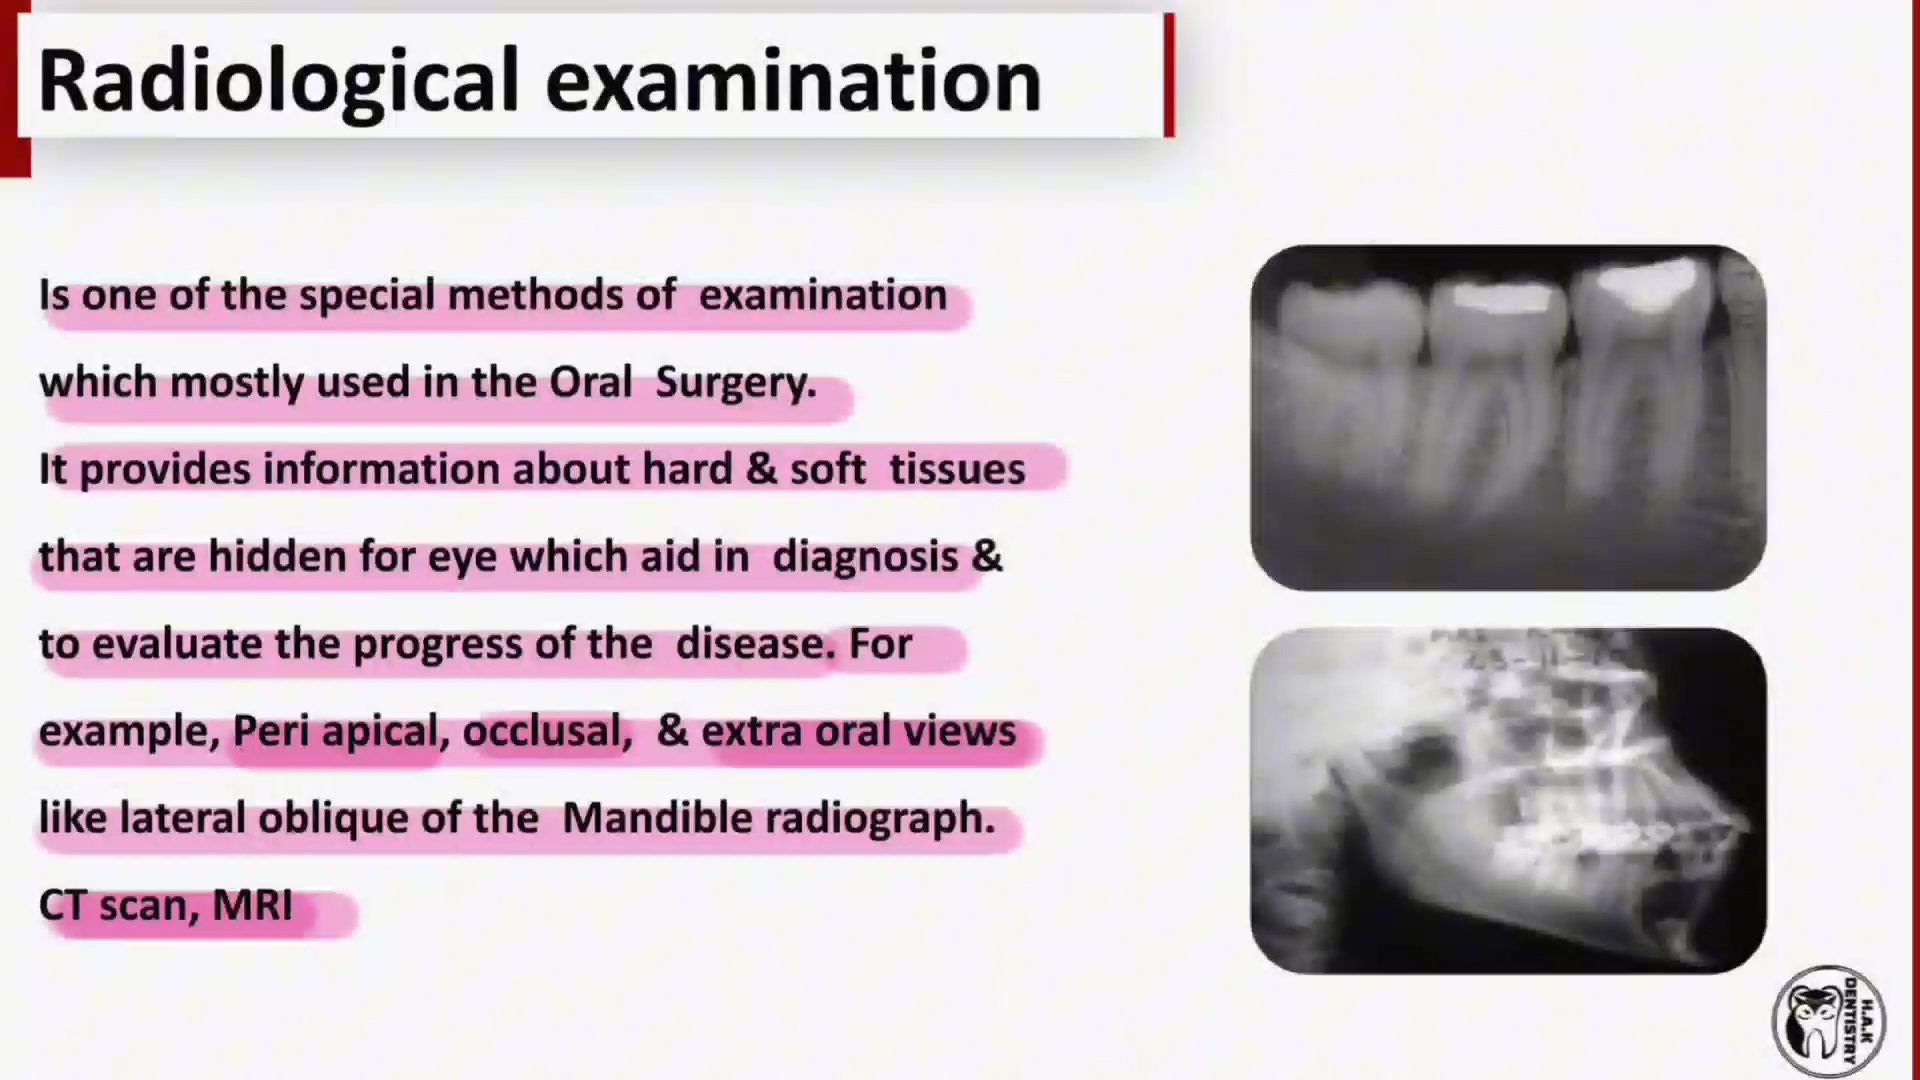 Radiological examination
Is one of the special methods of examination
which mostly used in the Oral Surgery.
It provides information about hard & soft tissues
that are hidden for eye which aid in diagnosis &
to evaluate the progress of the disease. For
example, Peri apical, occlusal, & extra oral views
like lateral oblique of the Mandible radiograph.
CT scan, MRI
H.A.K
DENTISTRY